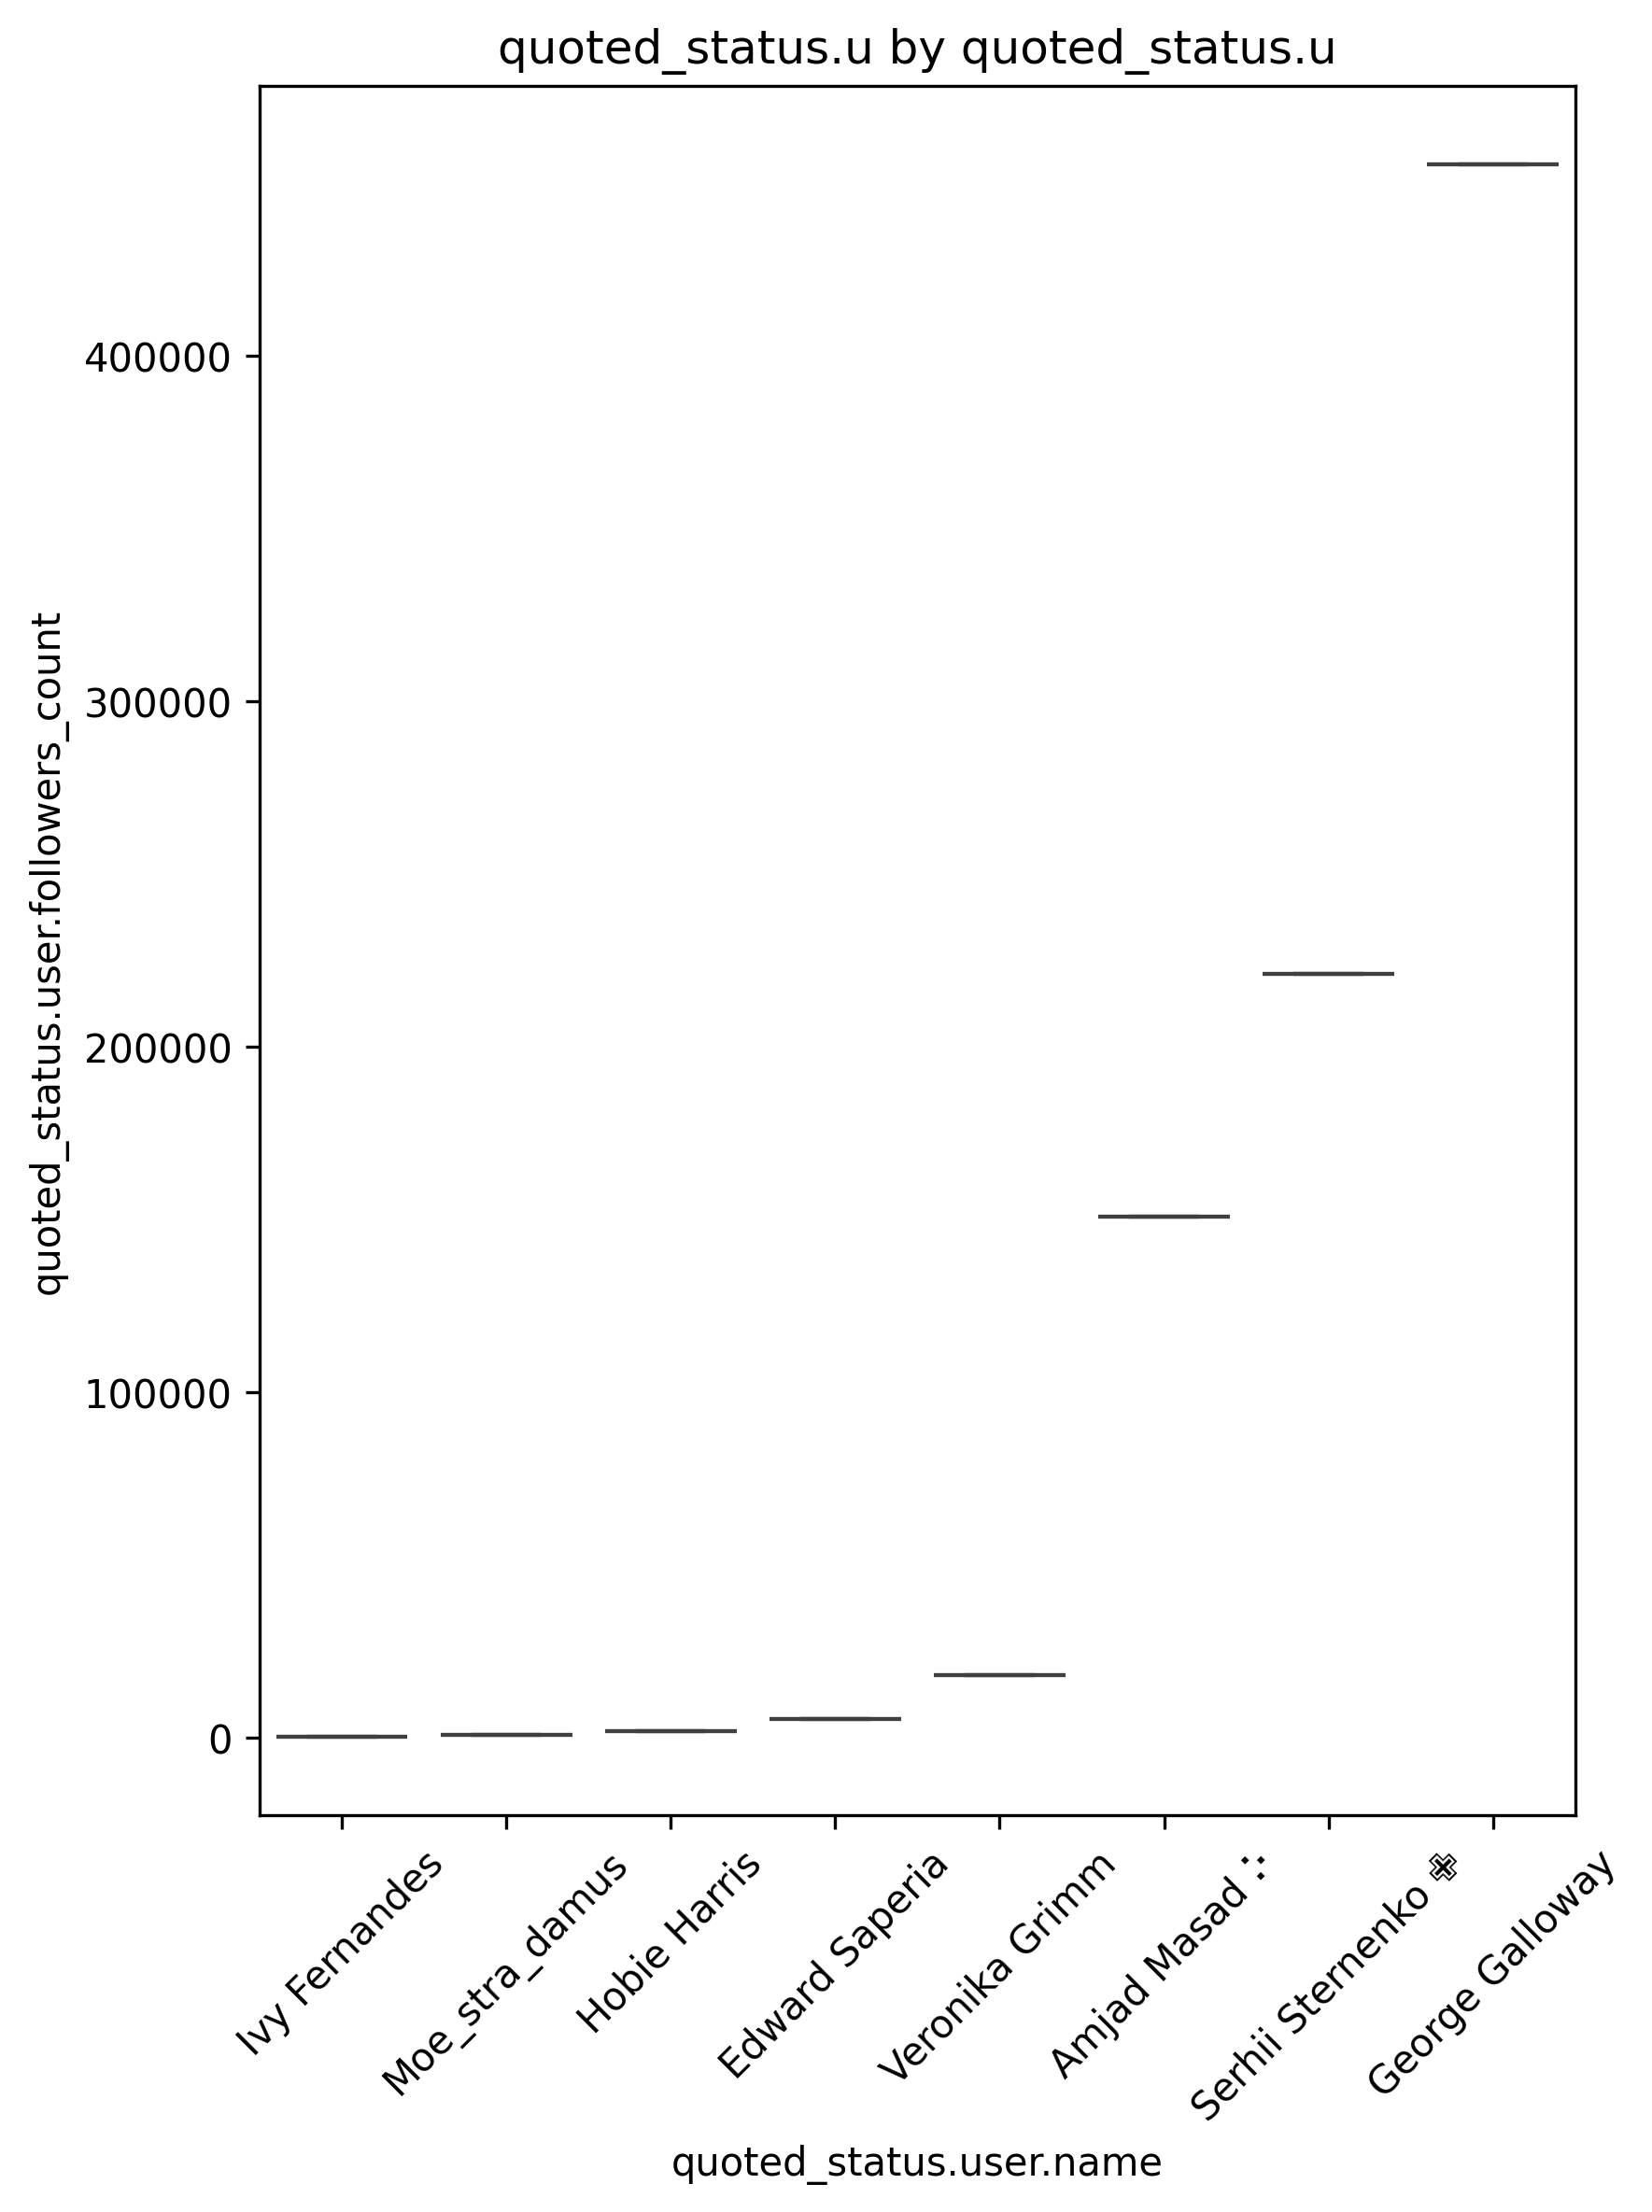 quoted_status.u by quoted_status.u
quoted_status.user.followers_count
400000
300000
200000
100000
0
Ivy Fernandes
Moe_stra_damus
Hobie Harris
Edward Saperia
Veronika Grimm
Amjad Masad ⠕
Serhii Sternenko ✙
George Galloway
quoted_status.user.name